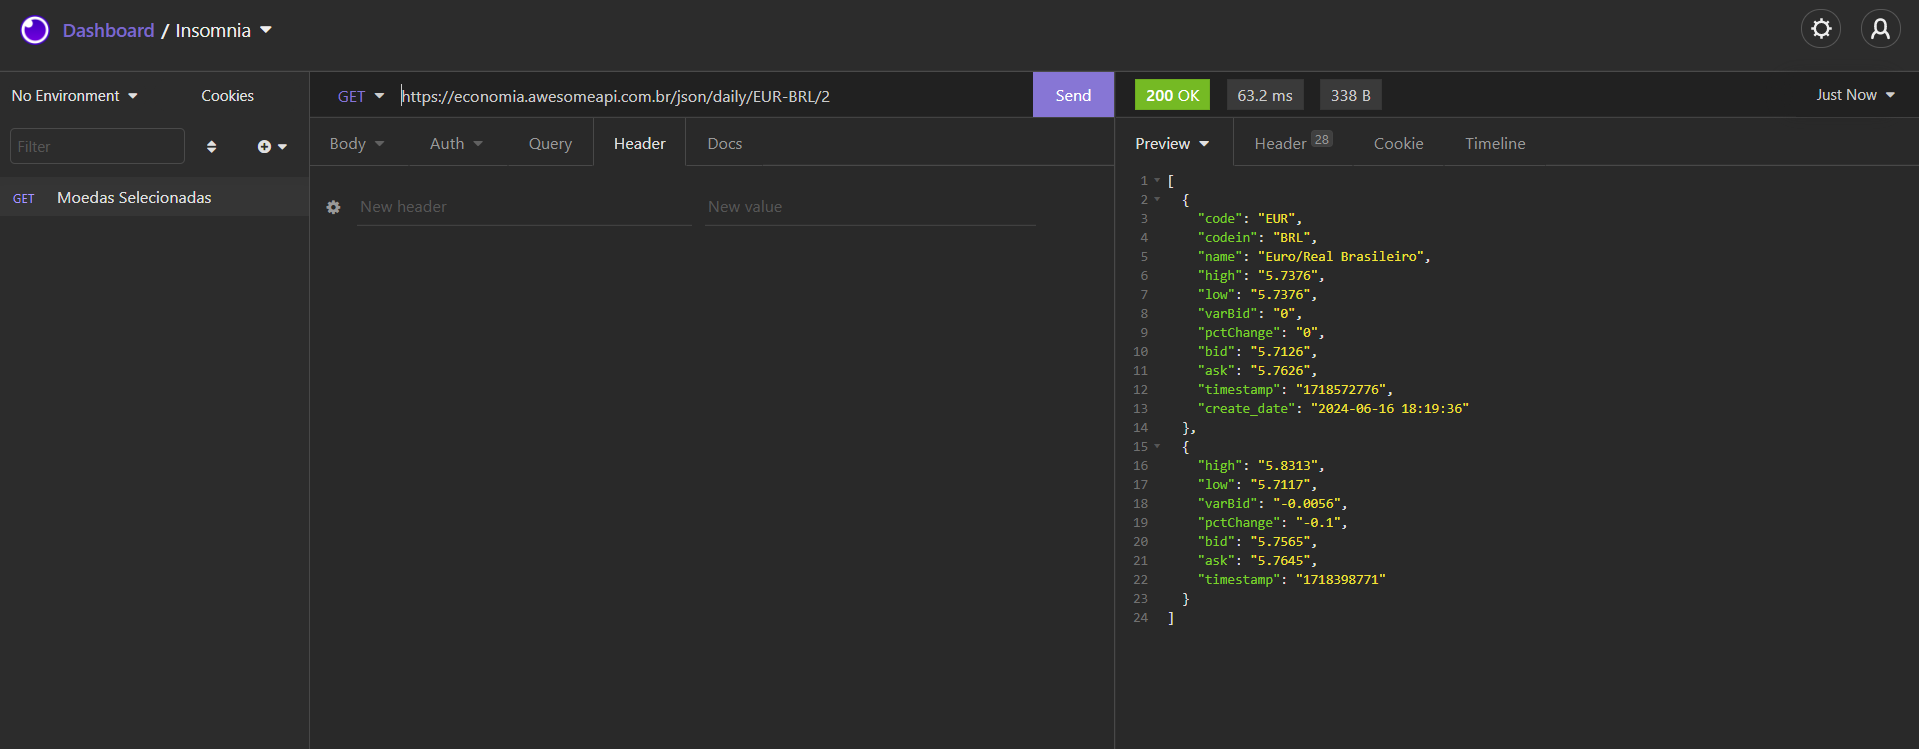 Dashboard / Insomnia
No Environment
Cookies
GET https://economia.awesomeapi.com.br/json/daily/EUR-BRL/2
Send
200 OK
63.2 ms
338 B
Just Now
Filter
GET Moedas Selecionadas
Body
Auth
Query
Header
Docs
New header
New value
Preview
Header 28
Cookie
Timeline
1 [
2 {
3 "code": "EUR",
4 "codein": "BRL",
5 "name": "Euro/Real Brasileiro",
6 "high": "5.7376",
7 "low": "5.7376",
8 "varBid": "0",
9 "pctChange": "0",
10 "bid": "5.7126",
11 "ask": "5.7626",
12 "timestamp": "1718572776",
13 "create_date": "2024-06-16 18:19:36"
14 },
15 {
16 "high": "5.8313",
17 "low": "5.7117",
18 "varBid": "-0.0056",
19 "pctChange": "-0.1",
20 "bid": "5.7565",
21 "ask": "5.7645",
22 "timestamp": "1718398771"
23 }
24 ]